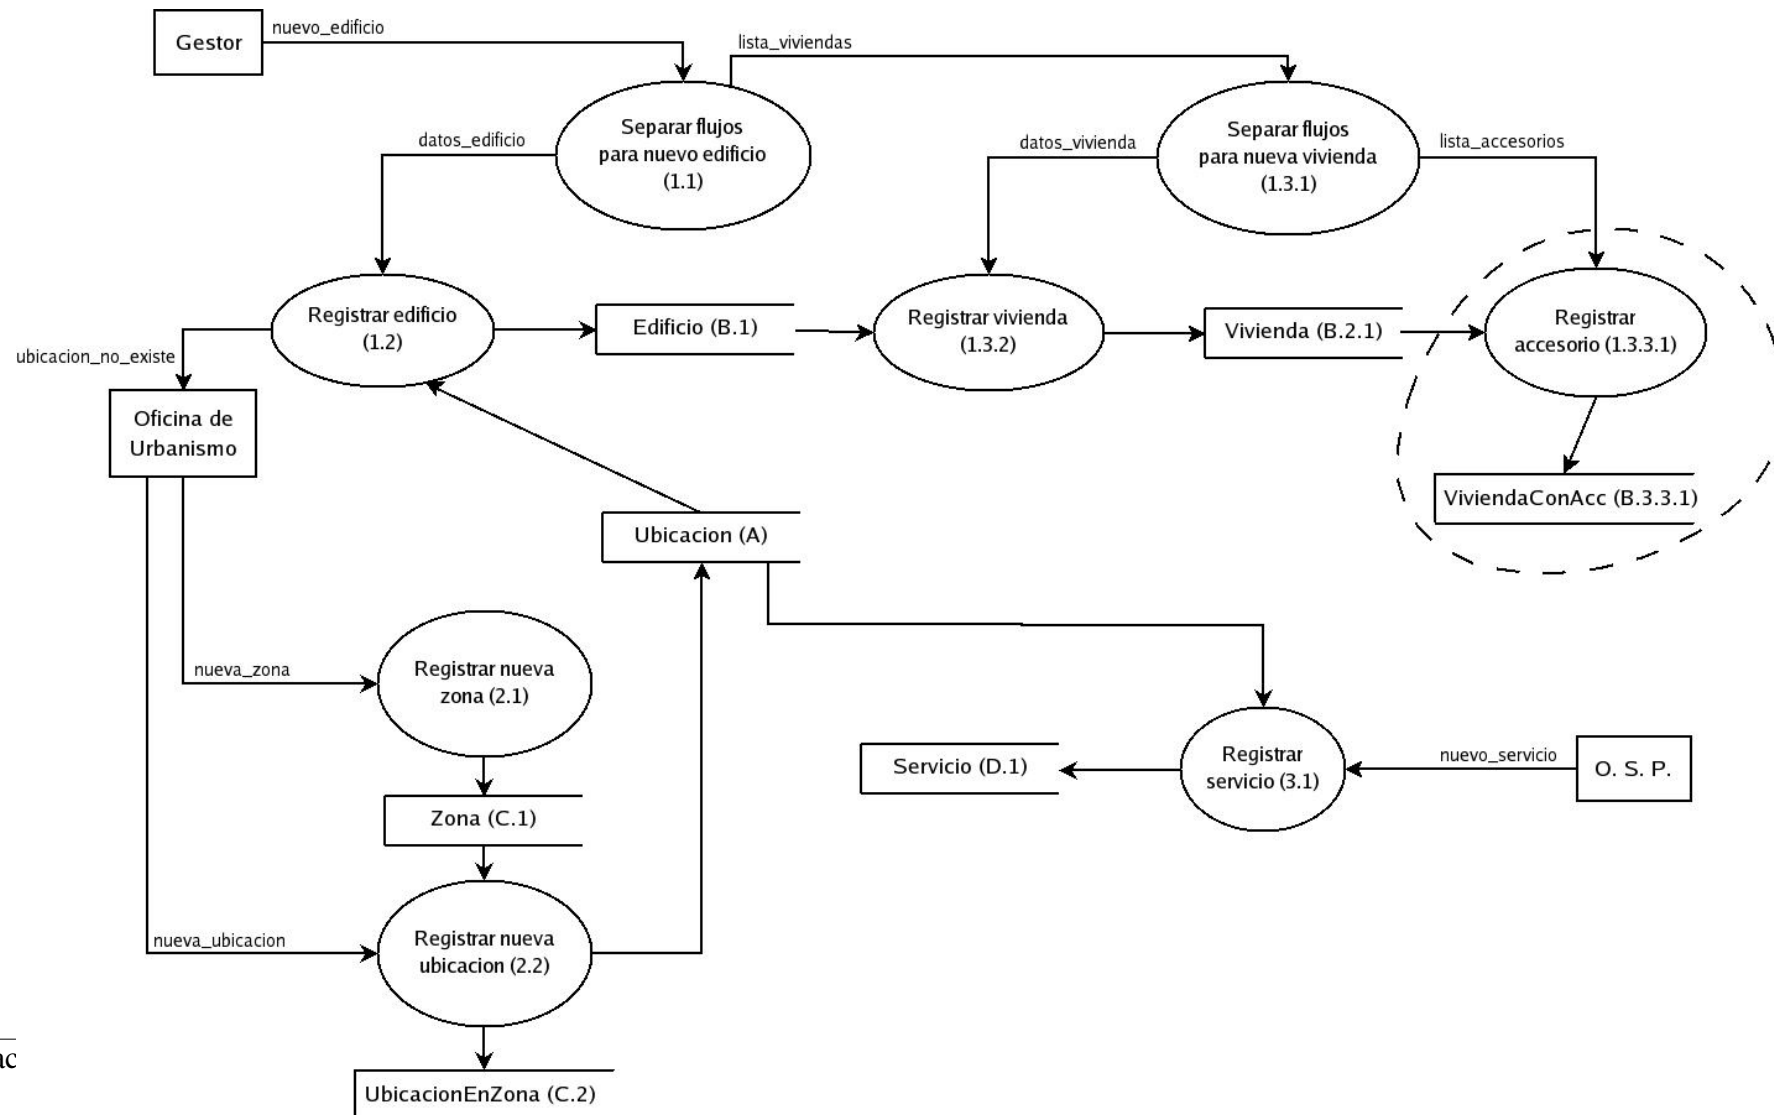 Gestor
nuevo_edificio
lista_viviendas
Separar flujos
para nuevo edificio
(1.1)
Separar flujos
para nueva vivienda
(1.3.1)
datos_edificio
datos_vivienda
lista_accesorios
Registrar edificio
(1.2)
Edificio (B.1)
Registrar vivienda
(1.3.2)
Vivienda (B.2.1)
Registrar
accesorio (1.3.3.1)
ubicacion_no_existe
Oficina de
Urbanismo
ViviendaConAcc (B.3.3.1)
Ubicacion (A)
nueva_zona
Registrar nueva
zona (2.1)
Servicio (D.1)
Registrar
servicio (3.1)
nuevo_servicio
O. S. P.
Zona (C.1)
nueva_ubicacion
Registrar nueva
ubicacion (2.2)
ac
UbicacionEnZona (C.2)